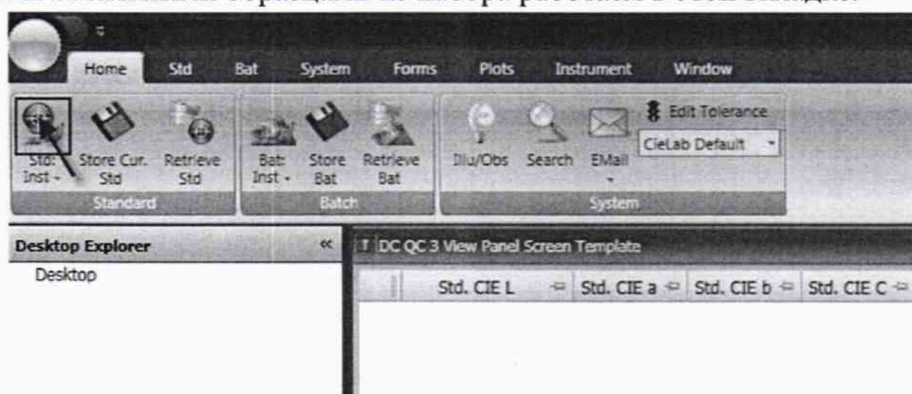 Home Std Bat System Forms Plots Instrument Window
Edit Tolerance
CieLab Default
Std: Store Cur. Retrieve Bat: Store Retrieve Illu/Obs Search EMail
Inst Std Std Inst Bat Bat
Standard Batch System
Desktop Explorer « DC QC 3 View Panel Screen Template
Desktop
Std. CIE L Std. CIE a Std. CIE b Std. CIE C